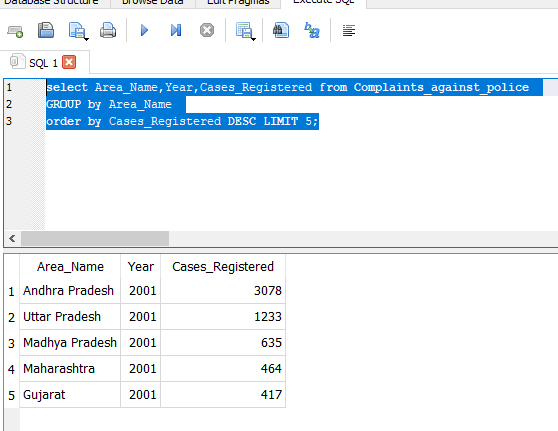 Database Structure Browse Data Edit Pragmas Execute SQL
SQL 1
1 select Area_Name,Year,Cases_Registered from Complaints_against_police
2 GROUP by Area_Name
3 order by Cases_Registered DESC LIMIT 5;
Area_Name Year Cases_Registered
1 Andhra Pradesh 2001 3078
2 Uttar Pradesh 2001 1233
3 Madhya Pradesh 2001 635
4 Maharashtra 2001 464
5 Gujarat 2001 417